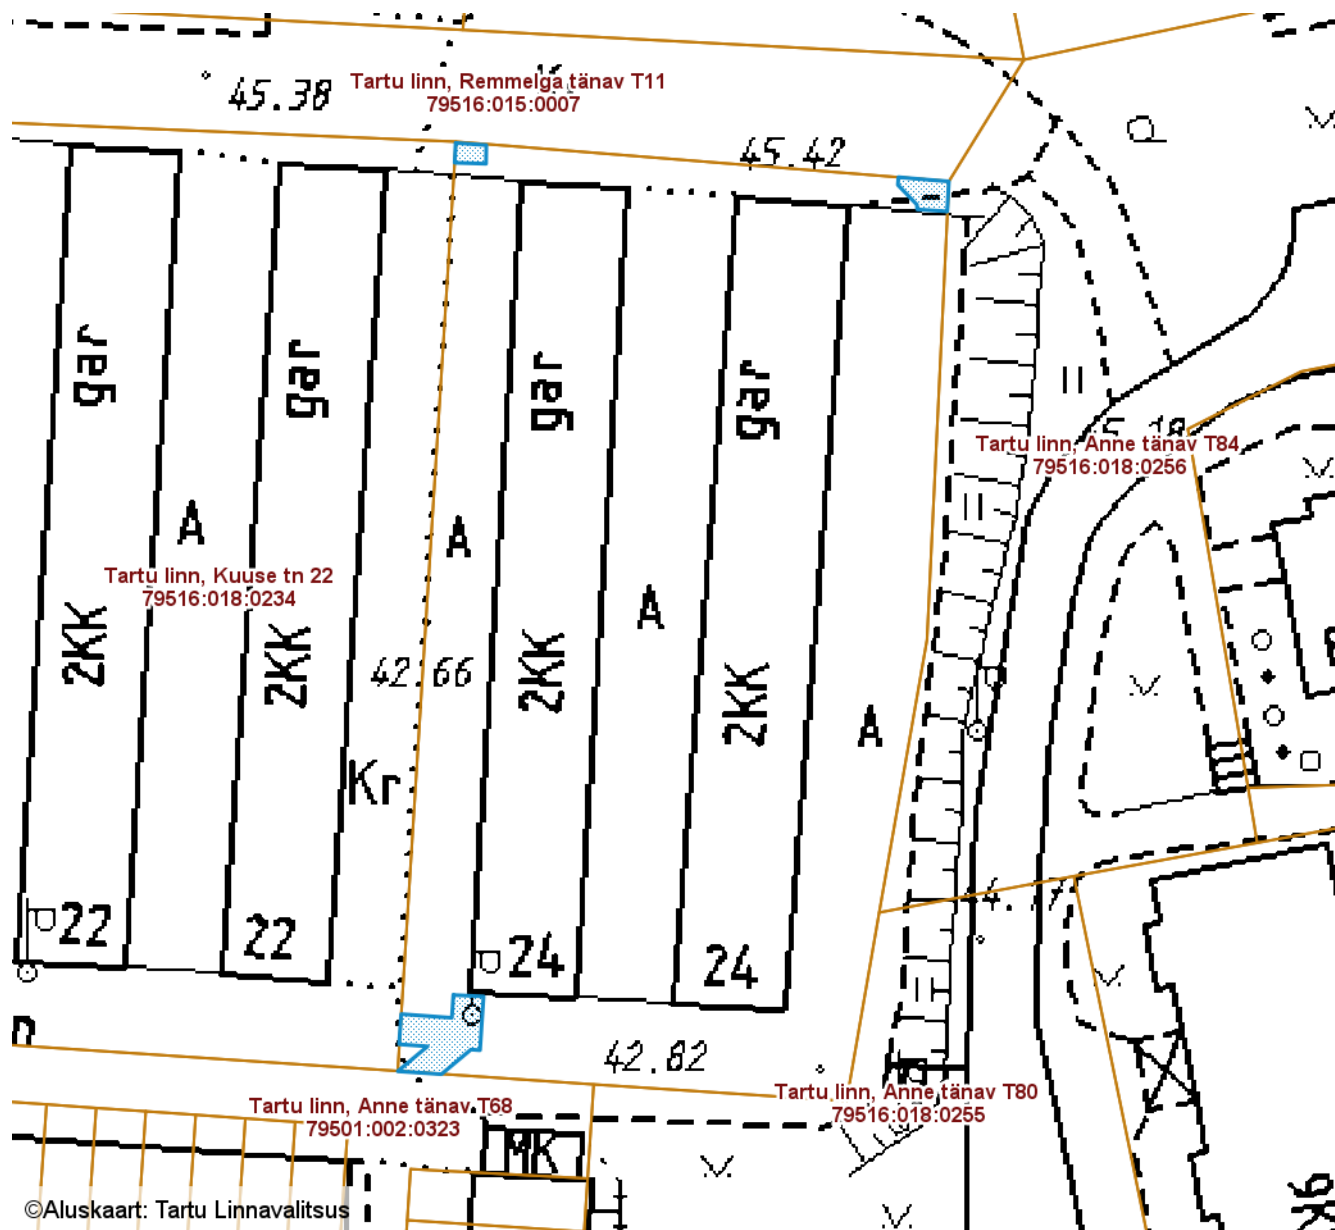 45.38
Tartu linn, Remmelga tänav T11
79516:015:0007
45.42
gar
gar
gar
gar
Tartu linn, Anne tänav T84
79516:018:0256
A
A
Tartu linn, Kuuse tn 22
79516:018:0234
A
2KK
2KK
2KK
2KK
42.66
A
Kr
22
22
24
24
42.82
Tartu linn, Anne tänav T80
79516:018:0255
Tartu linn, Anne tänav T68
79501:002:0323
MK
©Aluskaart: Tartu Linnavalitsus